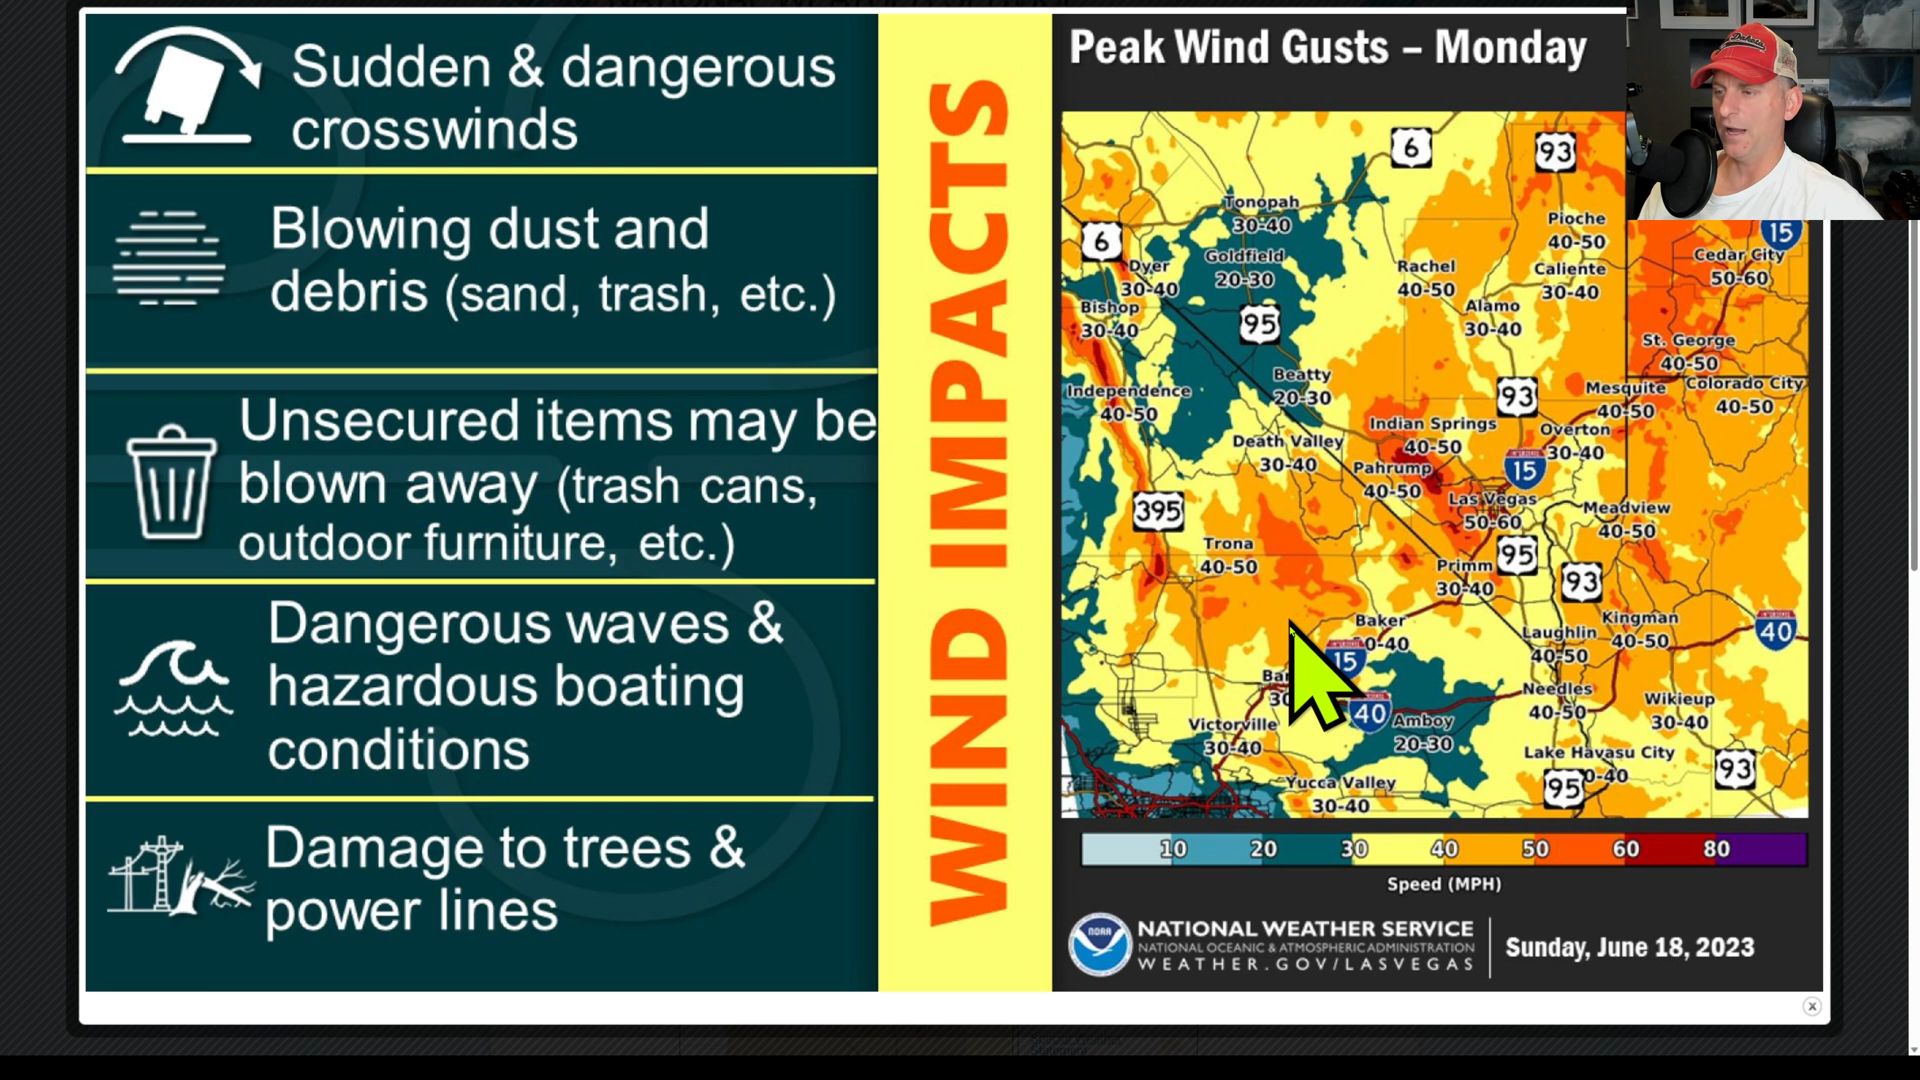 Sudden & dangerous
crosswinds
Blowing dust and
debris (sand, trash, etc.)
Unsecured items may be
blown away (trash cans,
outdoor furniture, etc.)
Dangerous waves &
hazardous boating
conditions
Damage to trees &
power lines
WIND IMPACTS
Peak Wind Gusts – Monday
6
93
Tonopah
30-40
Pioche
40-50
15
6
Goldfield
20-30
Dyer
30-40
Rachel
40-50
Caliente
30-40
Cedar City
50-60
Bishop
30-40
95
Alamo
30-40
St. George
40-50
Independence
40-50
Beatty
20-30
93
Mesquite
40-50
Colorado City
40-50
Indian Springs
40-50
Overton
30-40
Death Valley
30-40
Pahrump
40-50
15
Las Vegas
50-60
395
Meadview
40-50
Trona
40-50
95
Primm
30-40
93
Baker
0-40
Laughlin
40-50
Kingman
40-50
40
15
Needles
40-50
Wikieup
30-40
40
Amboy
20-30
Victorville
30-40
Lake Havasu City
0-40
95
93
Yucca Valley
30-40
10 20 30 40 50 60 80
Speed (MPH)
NOAA
NATIONAL WEATHER SERVICE
NATIONAL OCEANIC & ATMOSPHERIC ADMINISTRATION
WEATHER.GOV/LASVEGAS
Sunday, June 18, 2023